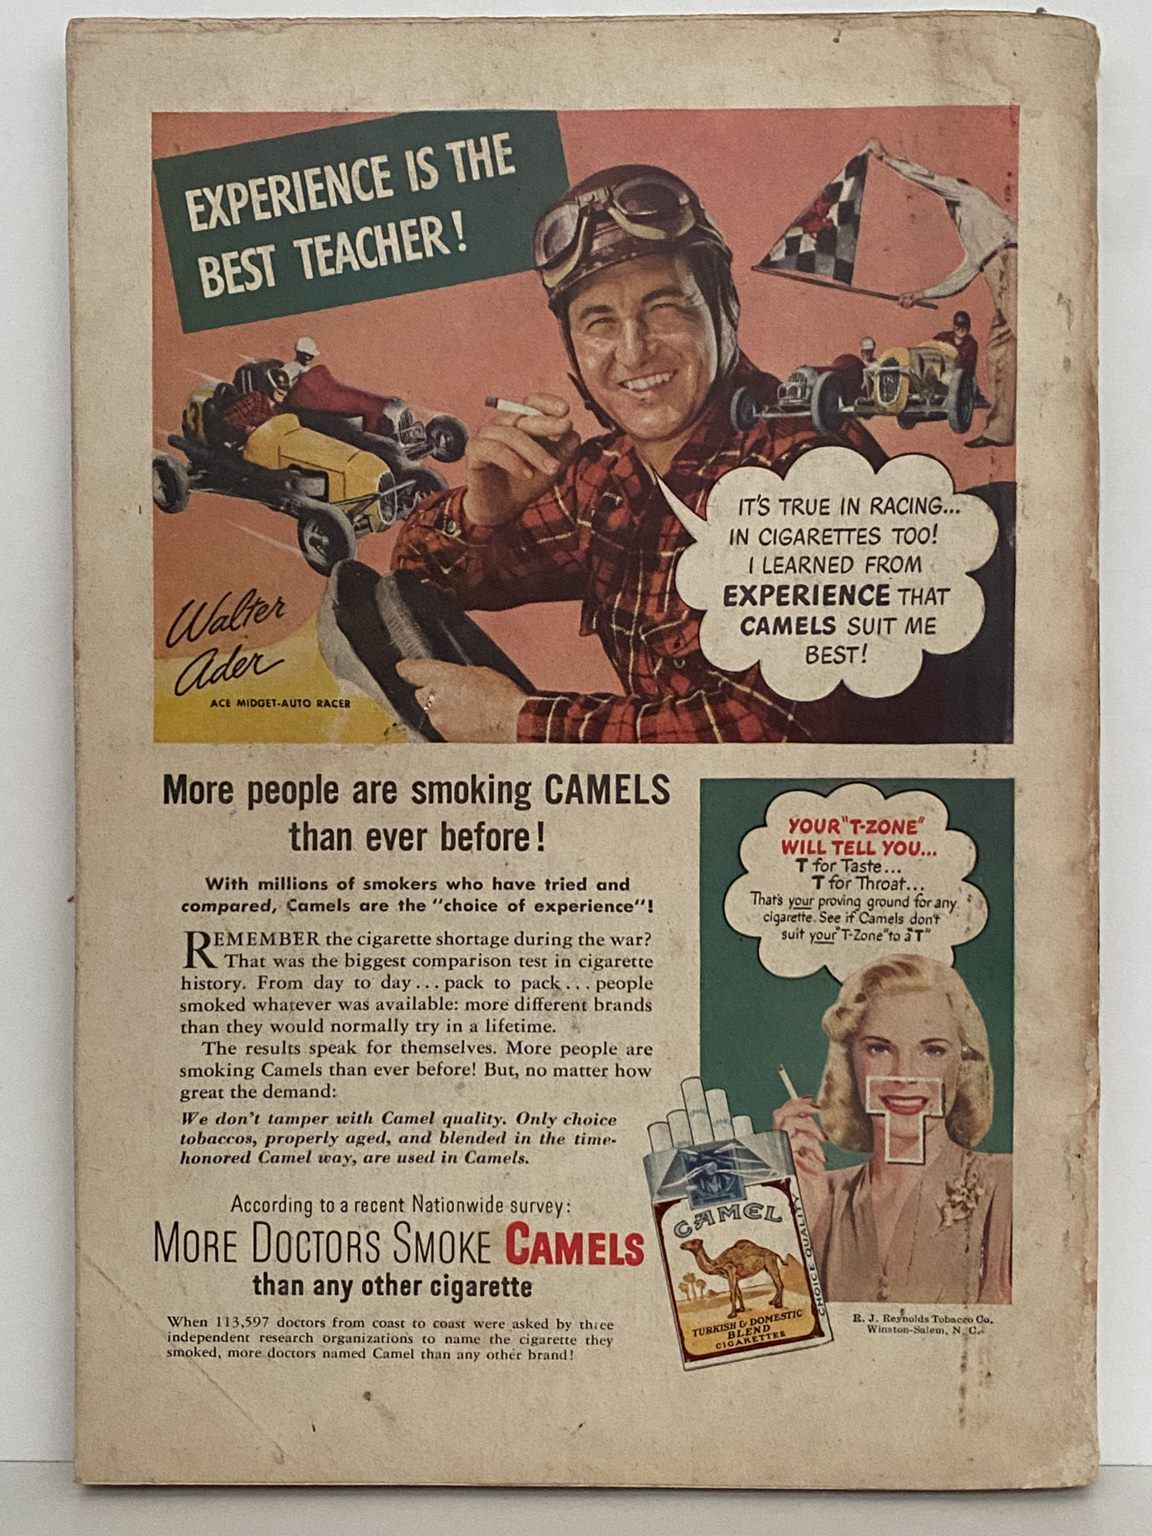 EXPERIENCE IS THE
BEST TEACHER!
IT'S TRUE IN RACING...
IN CIGARETTES TOO!
I LEARNED FROM
EXPERIENCE THAT
CAMELS SUIT ME
BEST!
Walter
Ader
ACE MIDGET-AUTO RACER
More people are smoking CAMELS
than ever before!
With millions of smokers who have tried and
compared, Camels are the "choice of experience"!
REMEMBER the cigarette shortage during the war?
That was the biggest comparison test in cigarette
history. From day to day...pack to pack...people
smoked whatever was available: more different brands
than they would normally try in a lifetime.
The results speak for themselves. More people are
smoking Camels than ever before! But, no matter how
great the demand:
We don't tamper with Camel quality. Only choice
tobaccos, properly aged, and blended in the time-
honored Camel way, are used in Camels.
According to a recent Nationwide survey:
MORE DOCTORS SMOKE CAMELS
than any other cigarette
When 113,597 doctors from coast to coast were asked by three
independent research organizations to name the cigarette they
smoked, more doctors named Camel than any other brand!
YOUR "T-ZONE"
WILL TELL YOU...
T for Taste...
T for Throat...
That's your proving ground for any
cigarette. See if Camels don't
suit your "T-Zone" to a "T"
CAMEL
TURKISH & DOMESTIC
BLEND
CIGARETTES
CHOICE QUALITY
R. J. Reynolds Tobacco Co.
Winston-Salem, N. C.